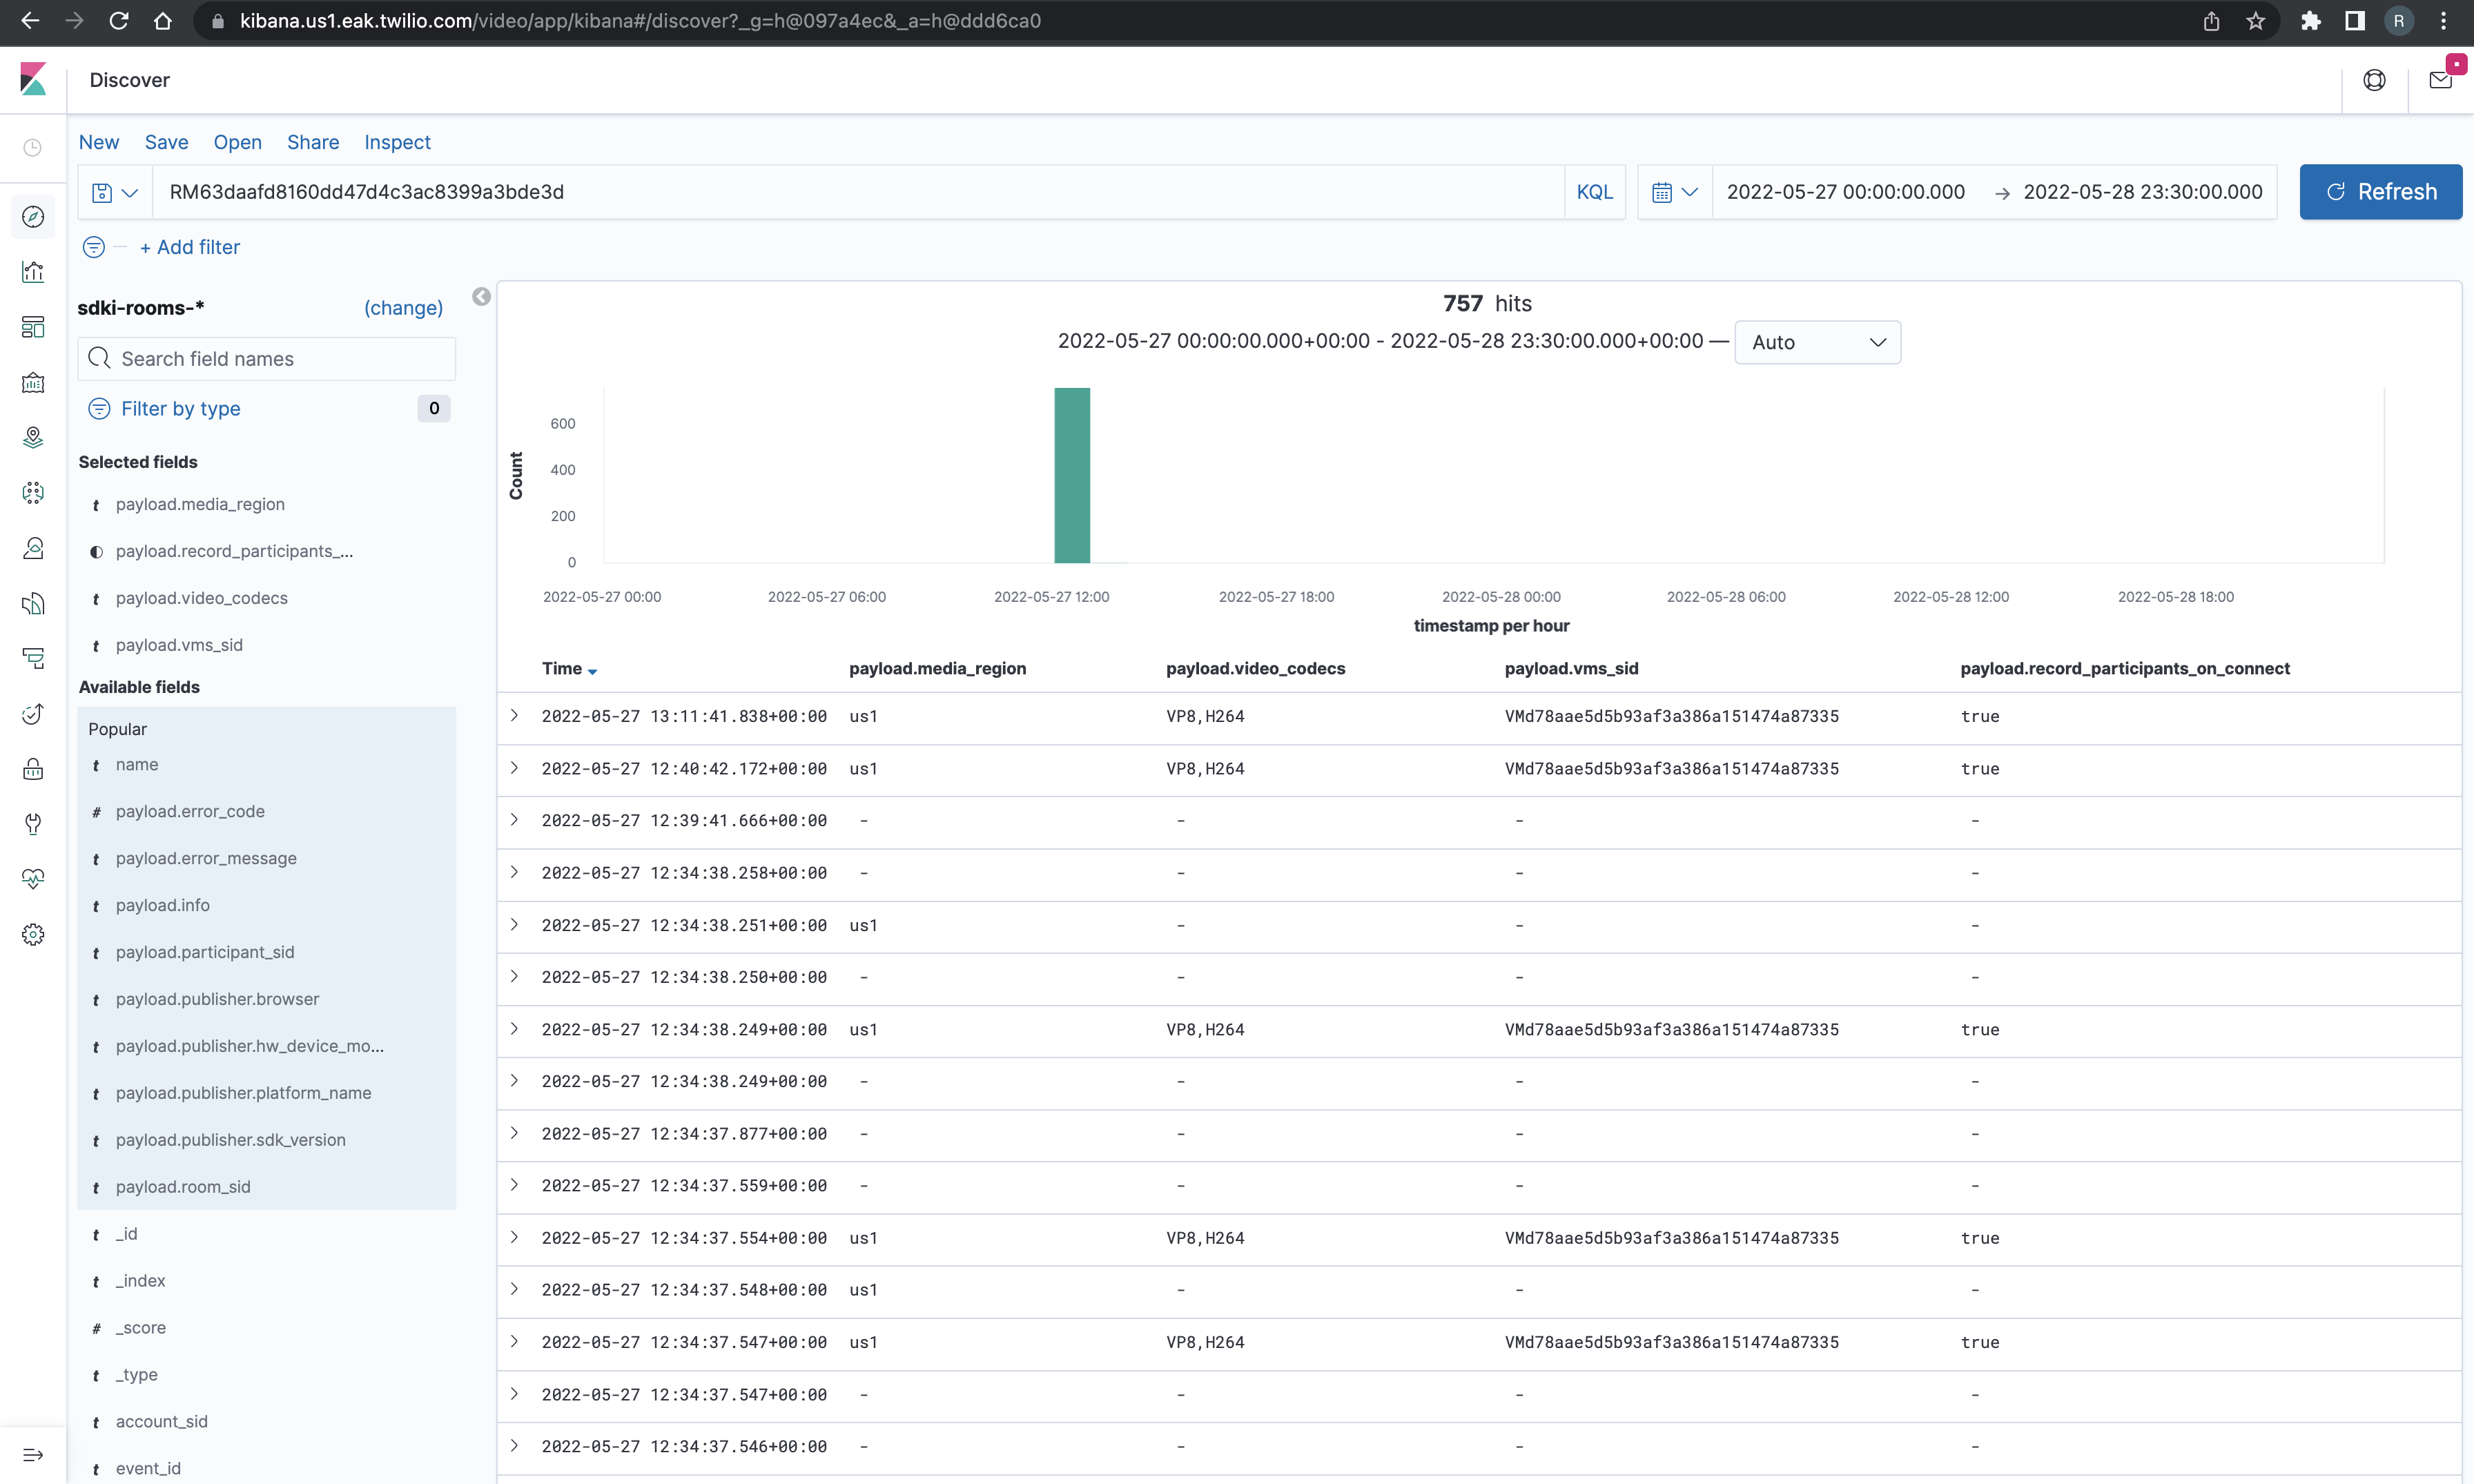 kibana.us1.eak.twilio.com/video/app/kibana#/discover?_g=h@097a4ec&_a=h@ddd6ca0
R
Discover
New Save Open Share Inspect
RM63daafd8160dd47d4c3ac8399a3bde3d KQL 2022-05-27 00:00:00.000 → 2022-05-28 23:30:00.000 Refresh
+ Add filter
sdki-rooms-* (change)
Search field names
Filter by type 0
Selected fields
t payload.media_region
payload.record_participants_...
t payload.video_codecs
t payload.vms_sid
Available fields
Popular
t name
# payload.error_code
t payload.error_message
t payload.info
t payload.participant_sid
t payload.publisher.browser
t payload.publisher.hw_device_mo...
t payload.publisher.platform_name
t payload.publisher.sdk_version
t payload.room_sid
t _id
t _index
# _score
t _type
t account_sid
t event_id
757 hits
2022-05-27 00:00:00.000+00:00 - 2022-05-28 23:30:00.000+00:00 — Auto
Count
600
400
200
0
2022-05-27 00:00 2022-05-27 06:00 2022-05-27 12:00 2022-05-27 18:00 2022-05-28 00:00 2022-05-28 06:00 2022-05-28 12:00 2022-05-28 18:00
timestamp per hour
Time payload.media_region payload.video_codecs payload.vms_sid payload.record_participants_on_connect
2022-05-27 13:11:41.838+00:00 us1 VP8,H264 VMd78aae5d5b93af3a386a151474a87335 true
2022-05-27 12:40:42.172+00:00 us1 VP8,H264 VMd78aae5d5b93af3a386a151474a87335 true
2022-05-27 12:39:41.666+00:00 - - - -
2022-05-27 12:34:38.258+00:00 - - - -
2022-05-27 12:34:38.251+00:00 us1 - - -
2022-05-27 12:34:38.250+00:00 - - - -
2022-05-27 12:34:38.249+00:00 us1 VP8,H264 VMd78aae5d5b93af3a386a151474a87335 true
2022-05-27 12:34:38.249+00:00 - - - -
2022-05-27 12:34:37.877+00:00 - - - -
2022-05-27 12:34:37.559+00:00 - - - -
2022-05-27 12:34:37.554+00:00 us1 VP8,H264 VMd78aae5d5b93af3a386a151474a87335 true
2022-05-27 12:34:37.548+00:00 us1 - - -
2022-05-27 12:34:37.547+00:00 us1 VP8,H264 VMd78aae5d5b93af3a386a151474a87335 true
2022-05-27 12:34:37.547+00:00 - - - -
2022-05-27 12:34:37.546+00:00 - - - -